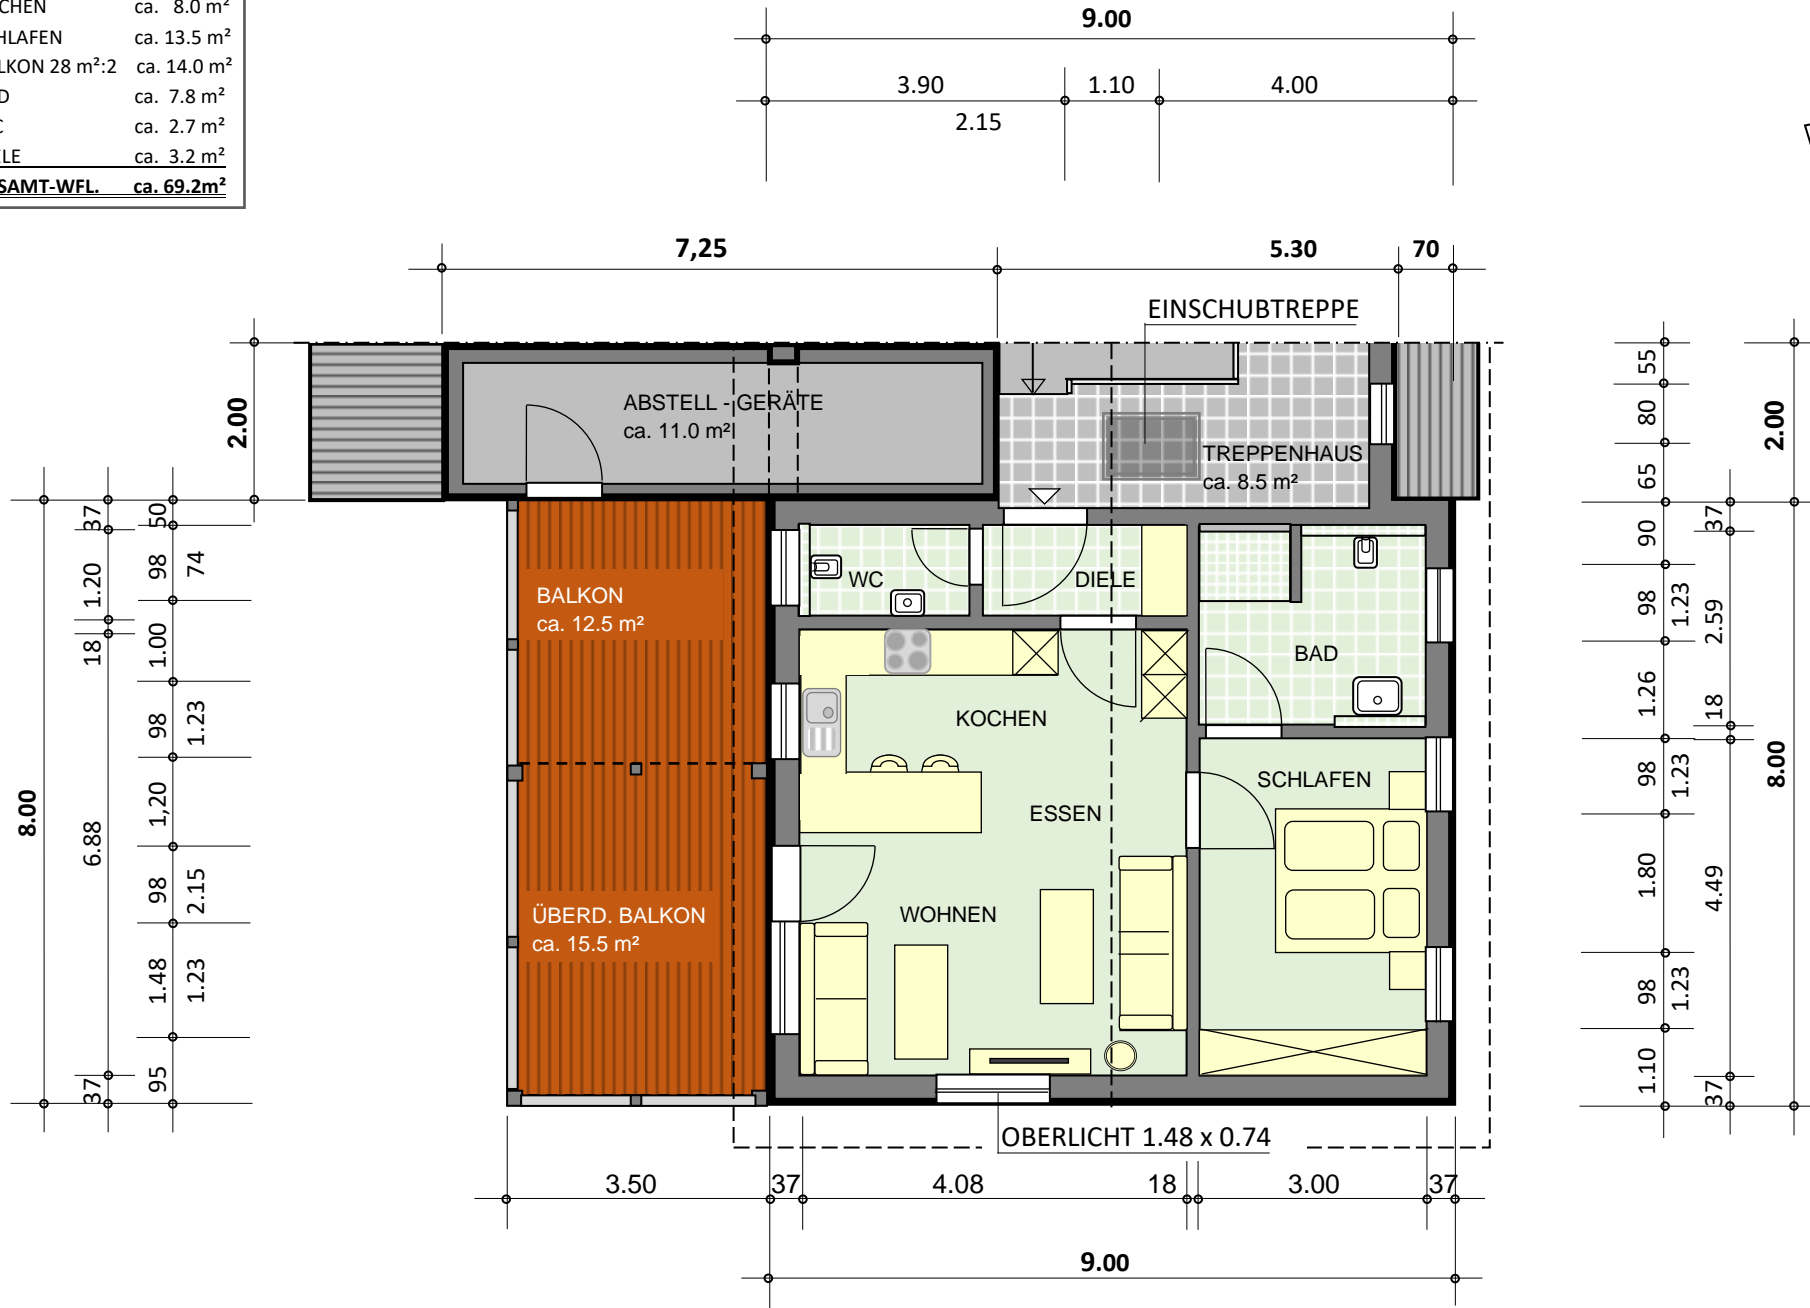 CHEN ca. 8.0 m²
HLAFEN ca. 13.5 m²
LKON 28 m²:2 ca. 14.0 m²
D ca. 7.8 m²
C ca. 2.7 m²
ELE ca. 3.2 m²
SAMT-WFL. ca. 69.2m²
9.00
3.90 1.10 4.00
2.15
7,25 5.30 70
EINSCHUBTREPPE
2.00
ABSTELL - GERÄTE
ca. 11.0 m²
TREPPENHAUS
ca. 8.5 m²
BALKON
ca. 12.5 m²
WC
DIELE
BAD
KOCHEN
SCHLAFEN
ESSEN
ÜBERD. BALKON
ca. 15.5 m²
WOHNEN
OBERLICHT 1.48 x 0.74
8.00
37
1.20
18
6.88
37
50
98
74
1.00
98
1.23
1,20
98
2.15
1.48
1.23
95
55
80
65
90
98
1.23
1.26
98
1.23
1.80
98
1.23
1.10
37
2.59
18
4.49
37
2.00
8.00
3.50 37 4.08 18 3.00 37
9.00